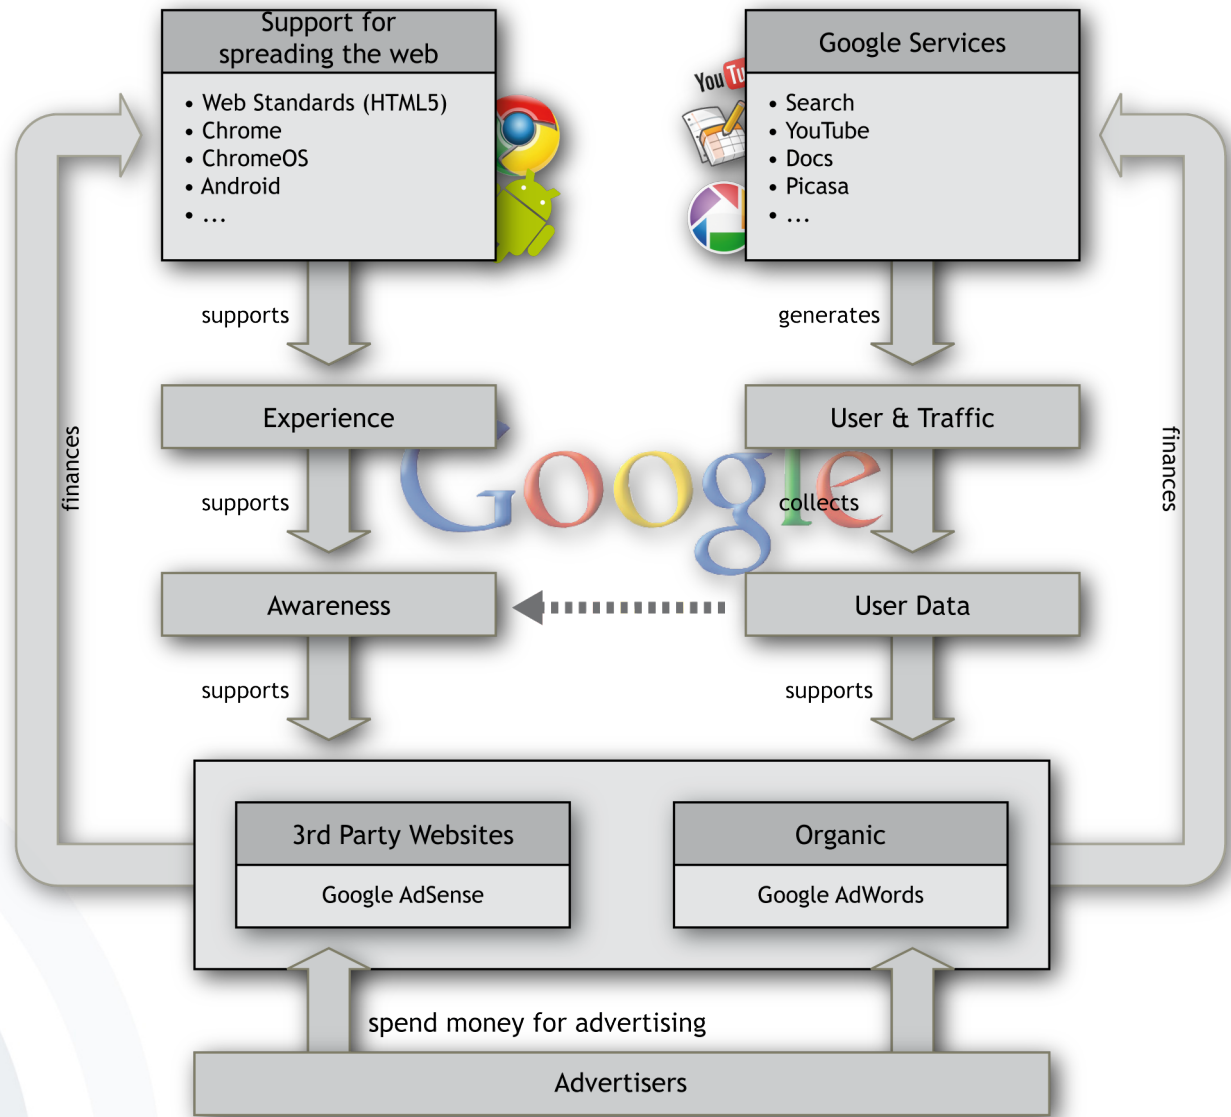 Support for
spreading the web
• Web Standards (HTML5)
• Chrome
• ChromeOS
• Android
• ...
Google Services
You Tu
• Search
• YouTube
• Docs
• Picasa
• ...
supports
generates
Experience
User & Traffic
finances
finances
Google
supports
collects
Awareness
User Data
supports
supports
3rd Party Websites
Google AdSense
Organic
Google AdWords
spend money for advertising
Advertisers